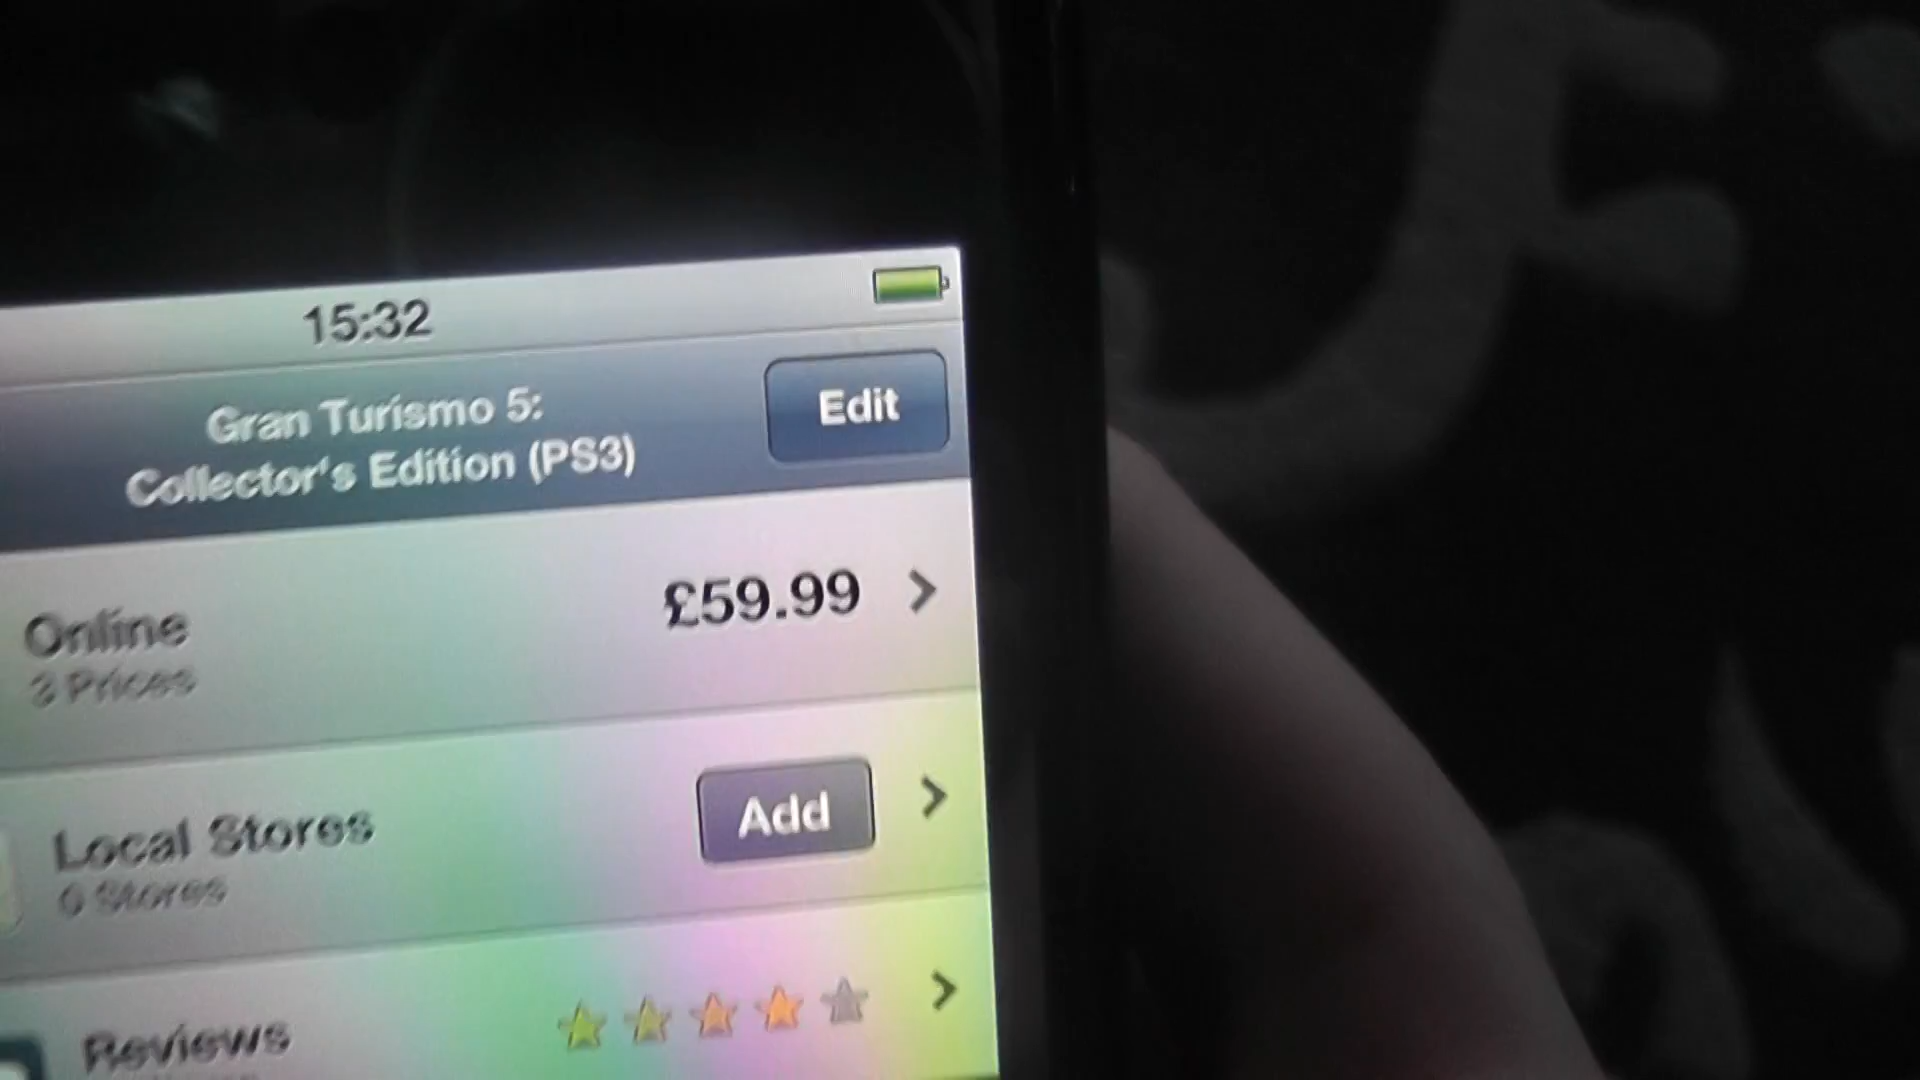 15:32
Gran Turismo 5:
Collector's Edition (PS3)
Edit
Online
£59.99
3 Prices
Local Stores
Add
0 Stores
Reviews